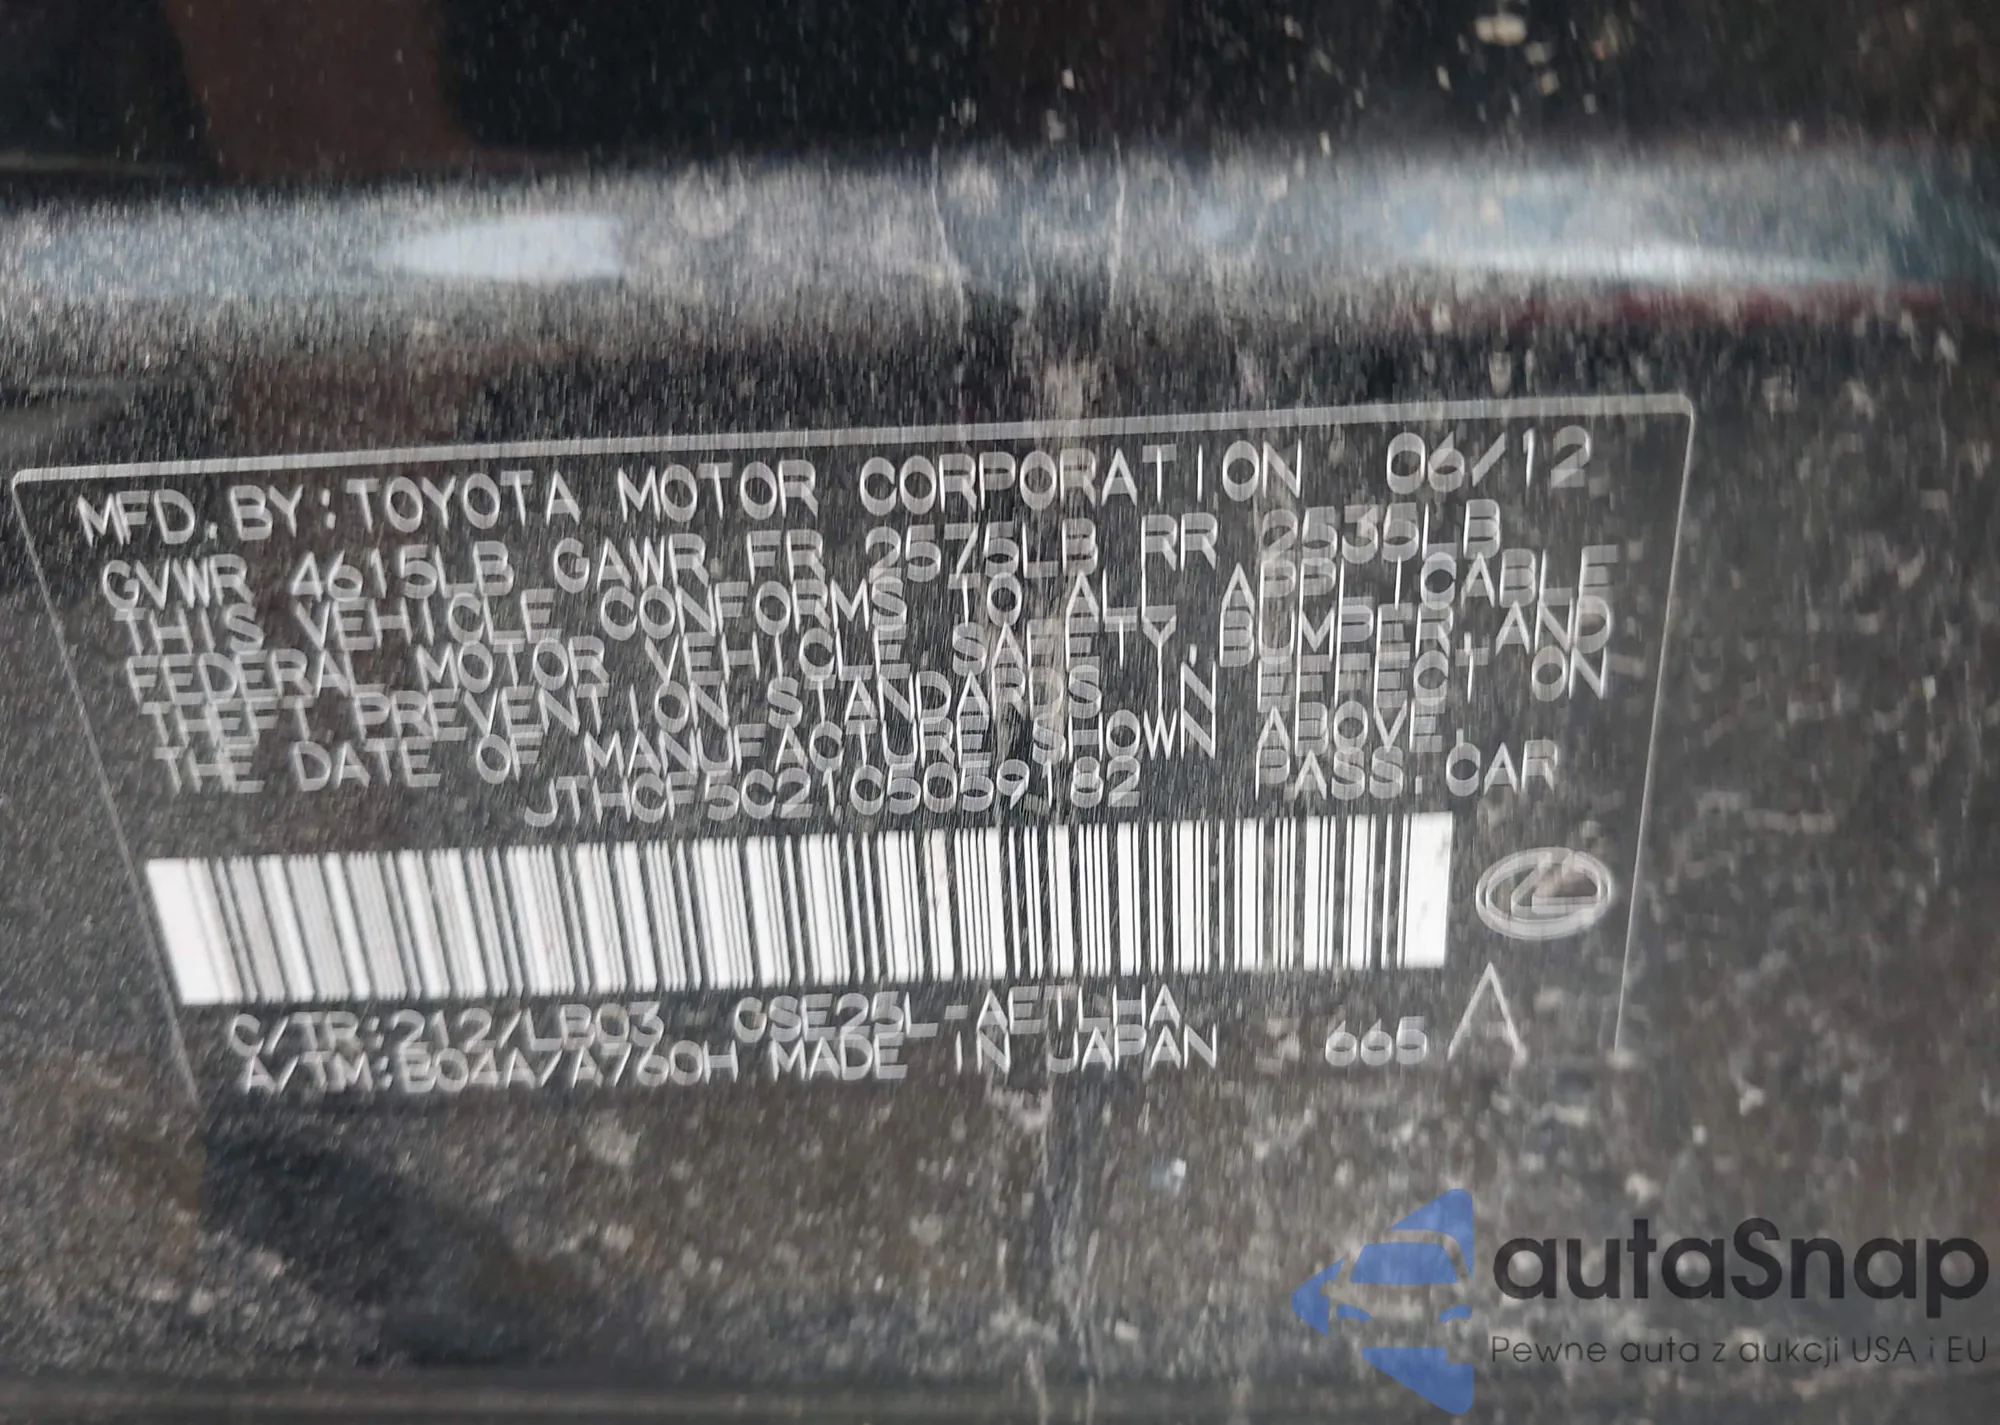 MFD. BY: TOYOTA MOTOR CORPORATION 06/12
GVWR 4615LB GAWR FR 2575LB RR 2535LB
THIS VEHICLE CONFORMS TO ALL APPLICABLE
FEDERAL MOTOR VEHICLE SAFETY, BUMPER, AND
THEFT PREVENTION STANDARDS IN EFFECT ON
THE DATE OF MANUFACTURE SHOWN ABOVE.
JTHCF5C21C5059182 PASS. CAR
C/TR:212/LB03 GSE25L-AETLHA
A/TM:B04A/A760H MADE IN JAPAN 665 A
autaSnap
Pewne auta z aukcji USA i EU